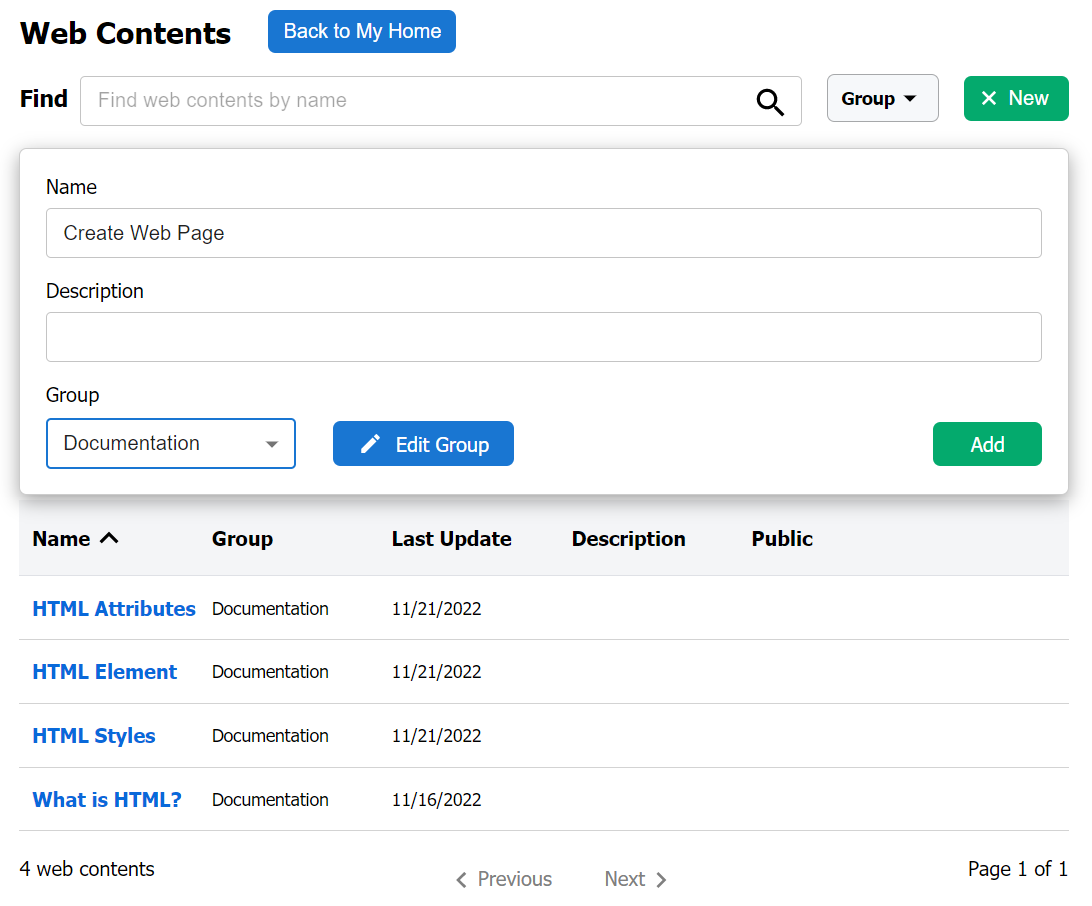 Web Contents Back to My Home
Find Find web contents by name Group New
Name
Create Web Page
Description
Group
Documentation Edit Group Add
Name Group Last Update Description Public
HTML Attributes Documentation 11/21/2022
HTML Element Documentation 11/21/2022
HTML Styles Documentation 11/21/2022
What is HTML? Documentation 11/16/2022
4 web contents Previous Next Page 1 of 1